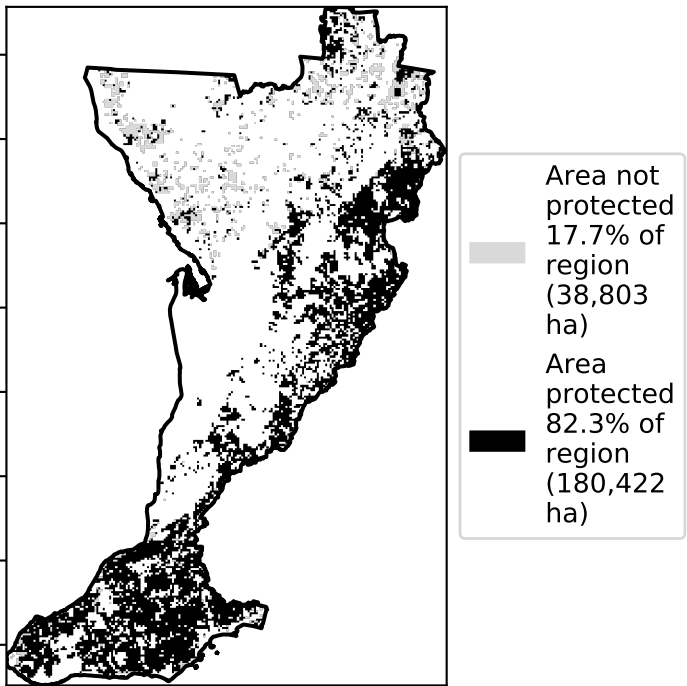 Area not
protected
17.7% of
region
(38,803
ha)
Area
protected
82.3% of
region
(180,422
ha)